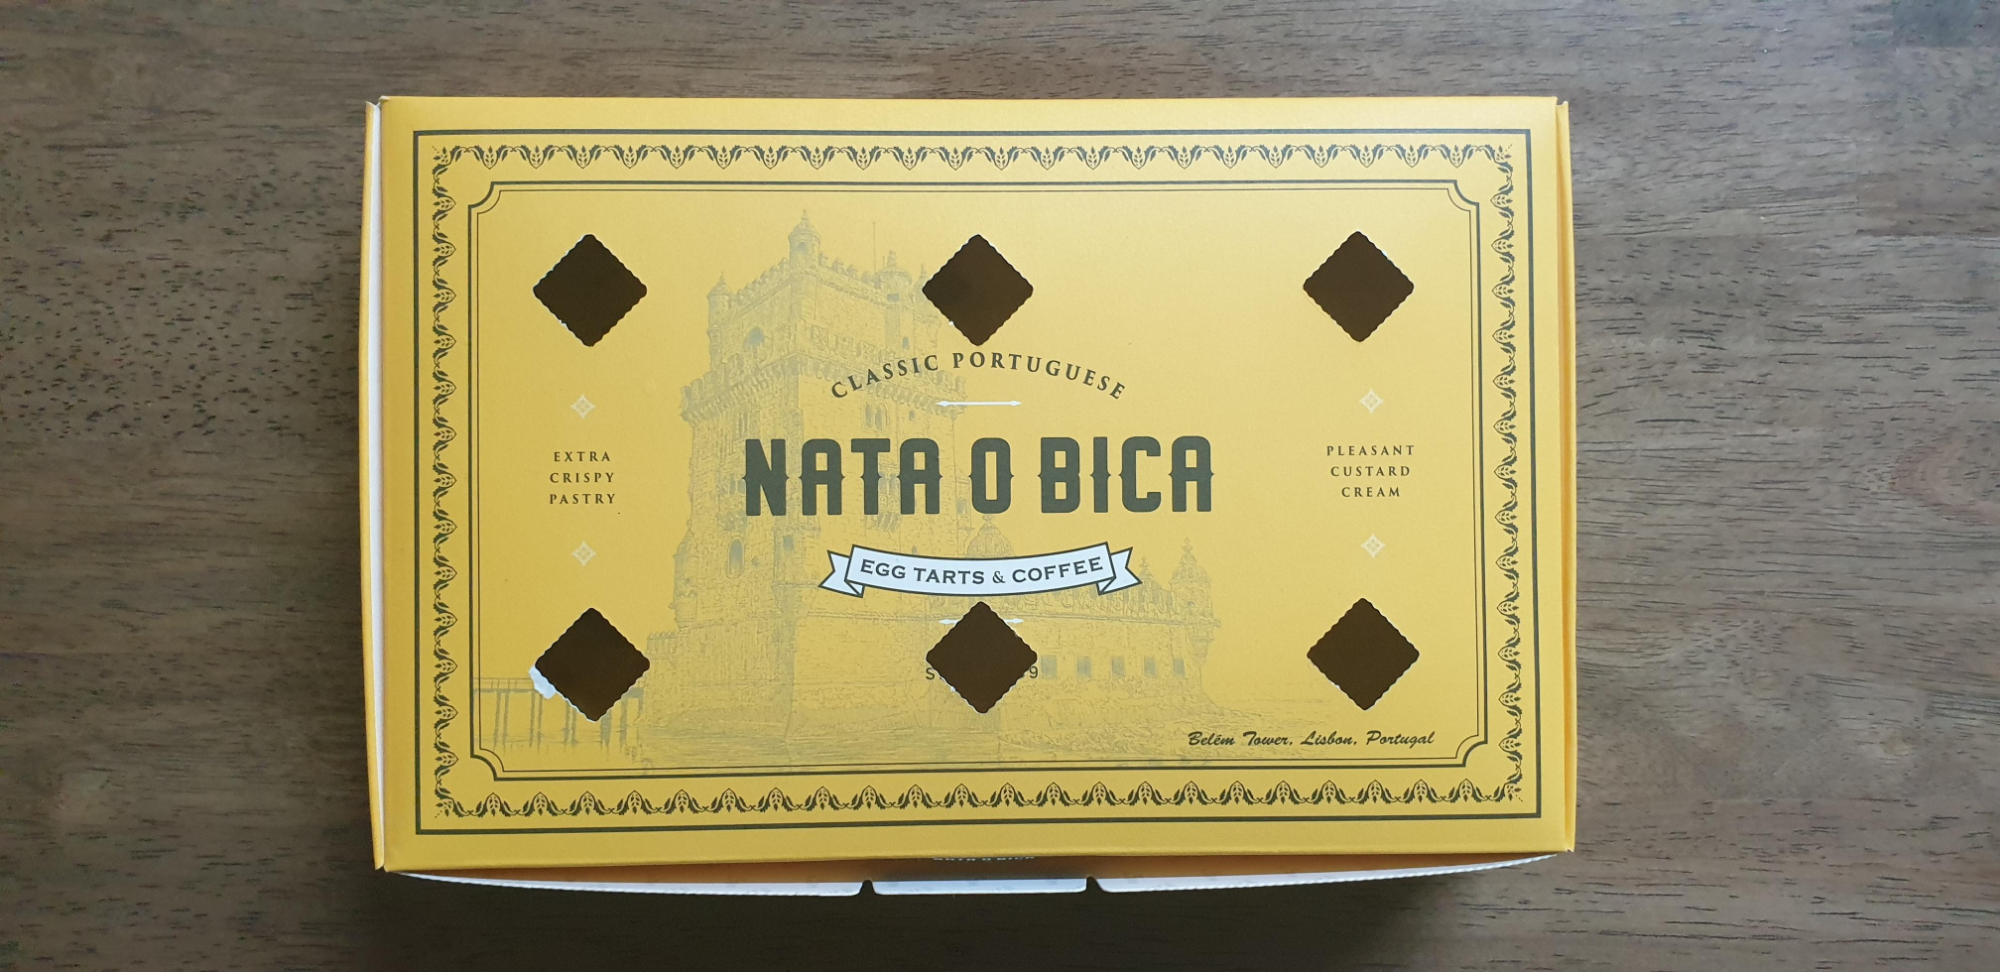 CLASSIC PORTUGUESE
NATA O BICA
EGG TARTS & COFFEE
EXTRA
CRISPY
PASTRY
PLEASANT
CUSTARD
CREAM
Belém Tower, Lisbon, Portugal